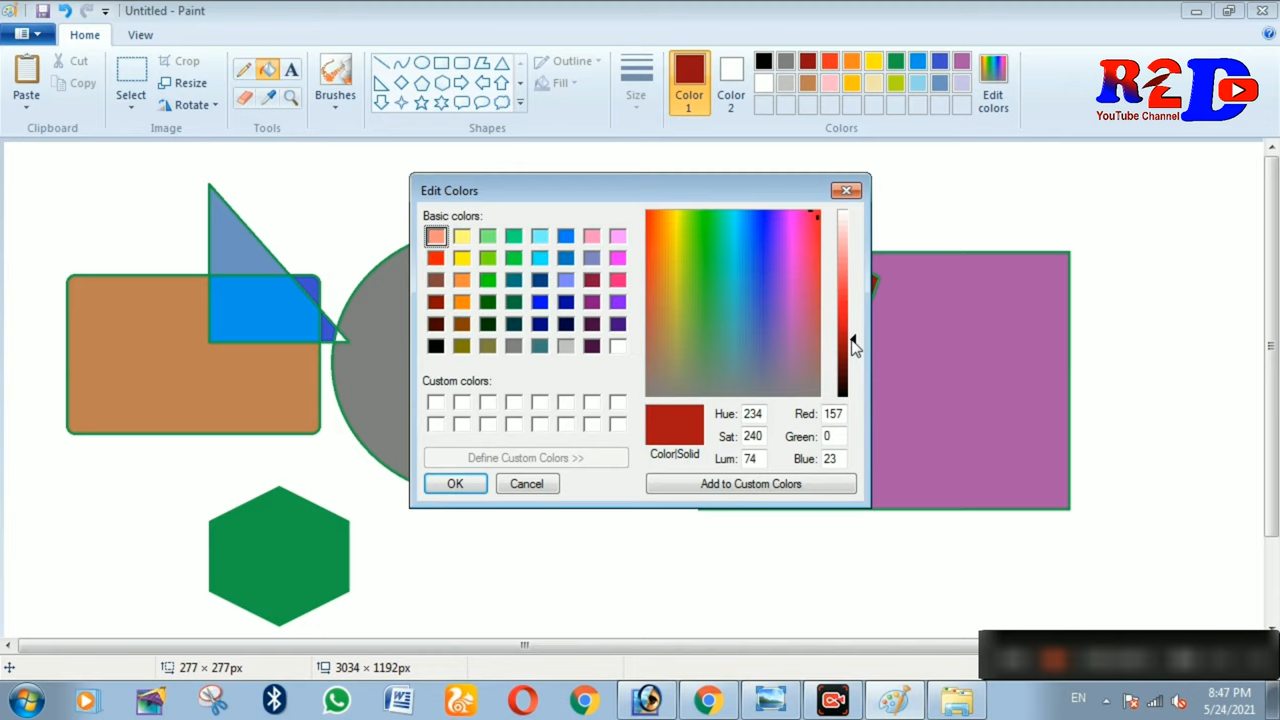 Untitled - Paint
Home
View
Paste
Cut
Copy
Clipboard
Select
Crop
Resize
Rotate
Image
A
Tools
Brushes
Outline
Fill
Shapes
Size
Color
1
Color
2
Edit
colors
Colors
R2D
YouTube Channel
Edit Colors
Basic colors:
Custom colors:
Define Custom Colors >>
OK
Cancel
Color|Solid
Hue: 234
Sat: 240
Lum: 74
Red: 157
Green: 0
Blue: 23
Add to Custom Colors
277 × 277px
3034 × 1192px
EN
8:47 PM
5/24/2021